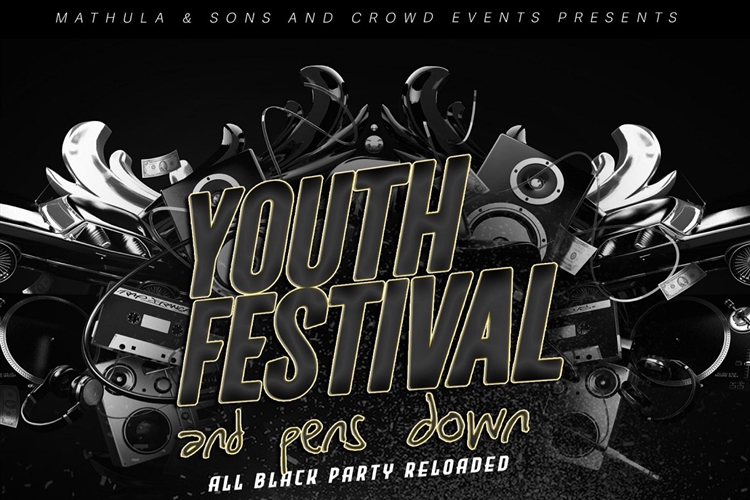 MATHULA & SONS AND CROWD EVENTS PRESENTS
YOUTH
FESTIVAL
and pens down
ALL BLACK PARTY RELOADED